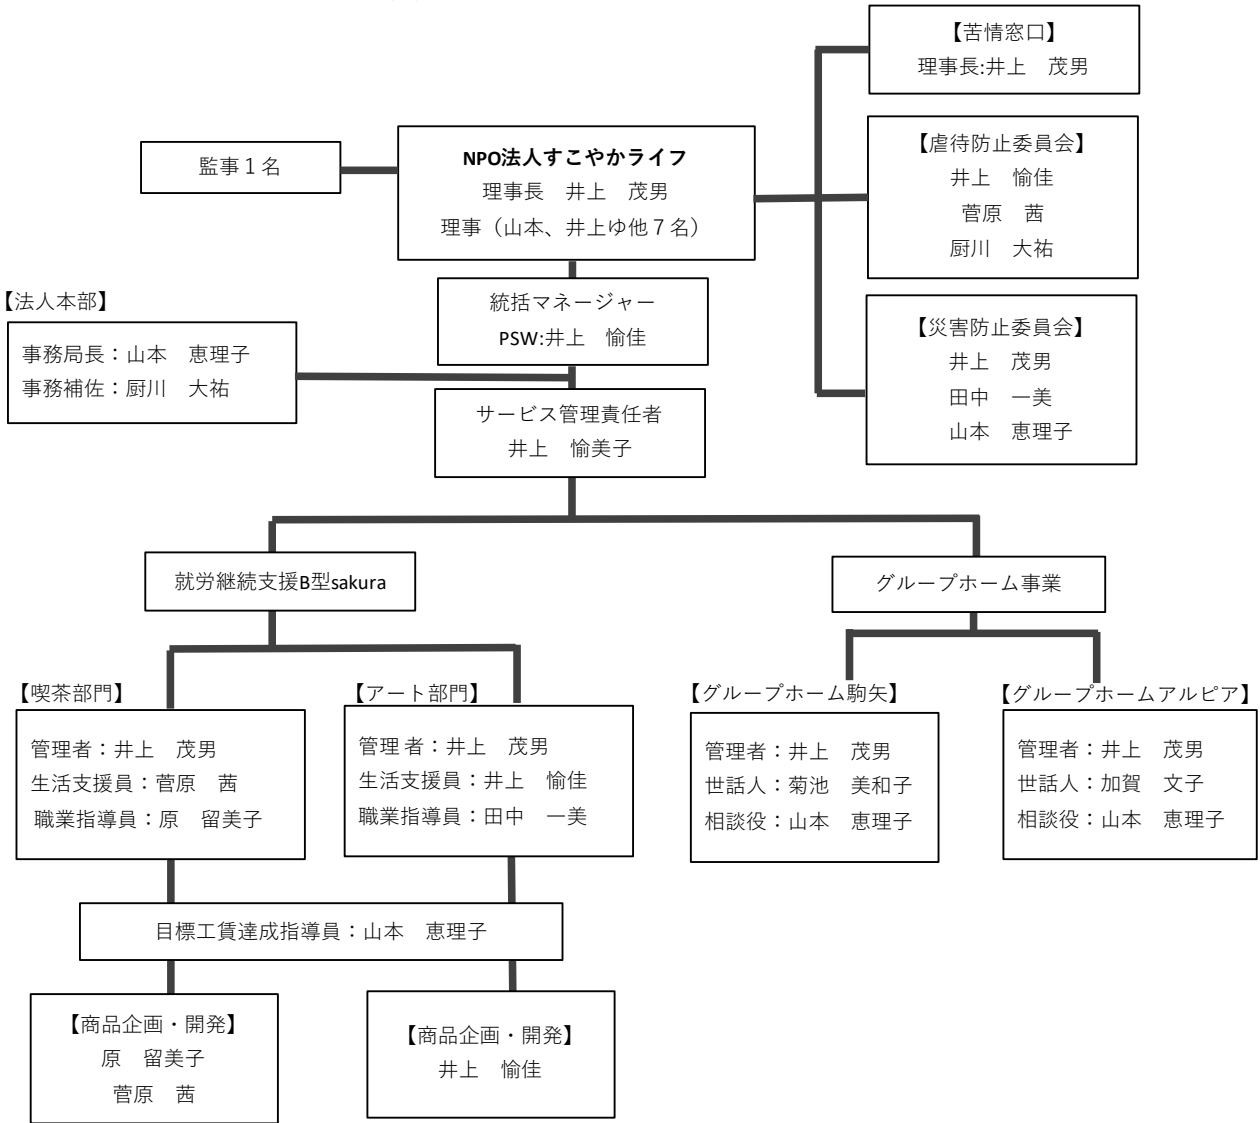 【苦情窓口】
理事長:井上　茂男
監事１名
NPO法人すこやかライフ
理事長　井上　茂男
理事（山本、井上ゆ他７名）
【虐待防止委員会】
井上　愉佳
菅原　茜
厨川　大祐
統括マネージャー
PSW:井上　愉佳
【法人本部】
事務局長：山本　恵理子
事務補佐：厨川　大祐
【災害防止委員会】
井上　茂男
田中　一美
山本　恵理子
サービス管理責任者
井上　愉美子
就労継続支援B型sakura
グループホーム事業
【喫茶部門】
管理者：井上　茂男
生活支援員：菅原　茜
職業指導員：原　留美子
【アート部門】
管理者：井上　茂男
生活支援員：井上　愉佳
職業指導員：田中　一美
【グループホーム駒矢】
管理者：井上　茂男
世話人：菊池　美和子
相談役：山本　恵理子
【グループホームアルピア】
管理者：井上　茂男
世話人：加賀　文子
相談役：山本　恵理子
目標工賃達成指導員：山本　恵理子
【商品企画・開発】
原　留美子
菅原　茜
【商品企画・開発】
井上　愉佳